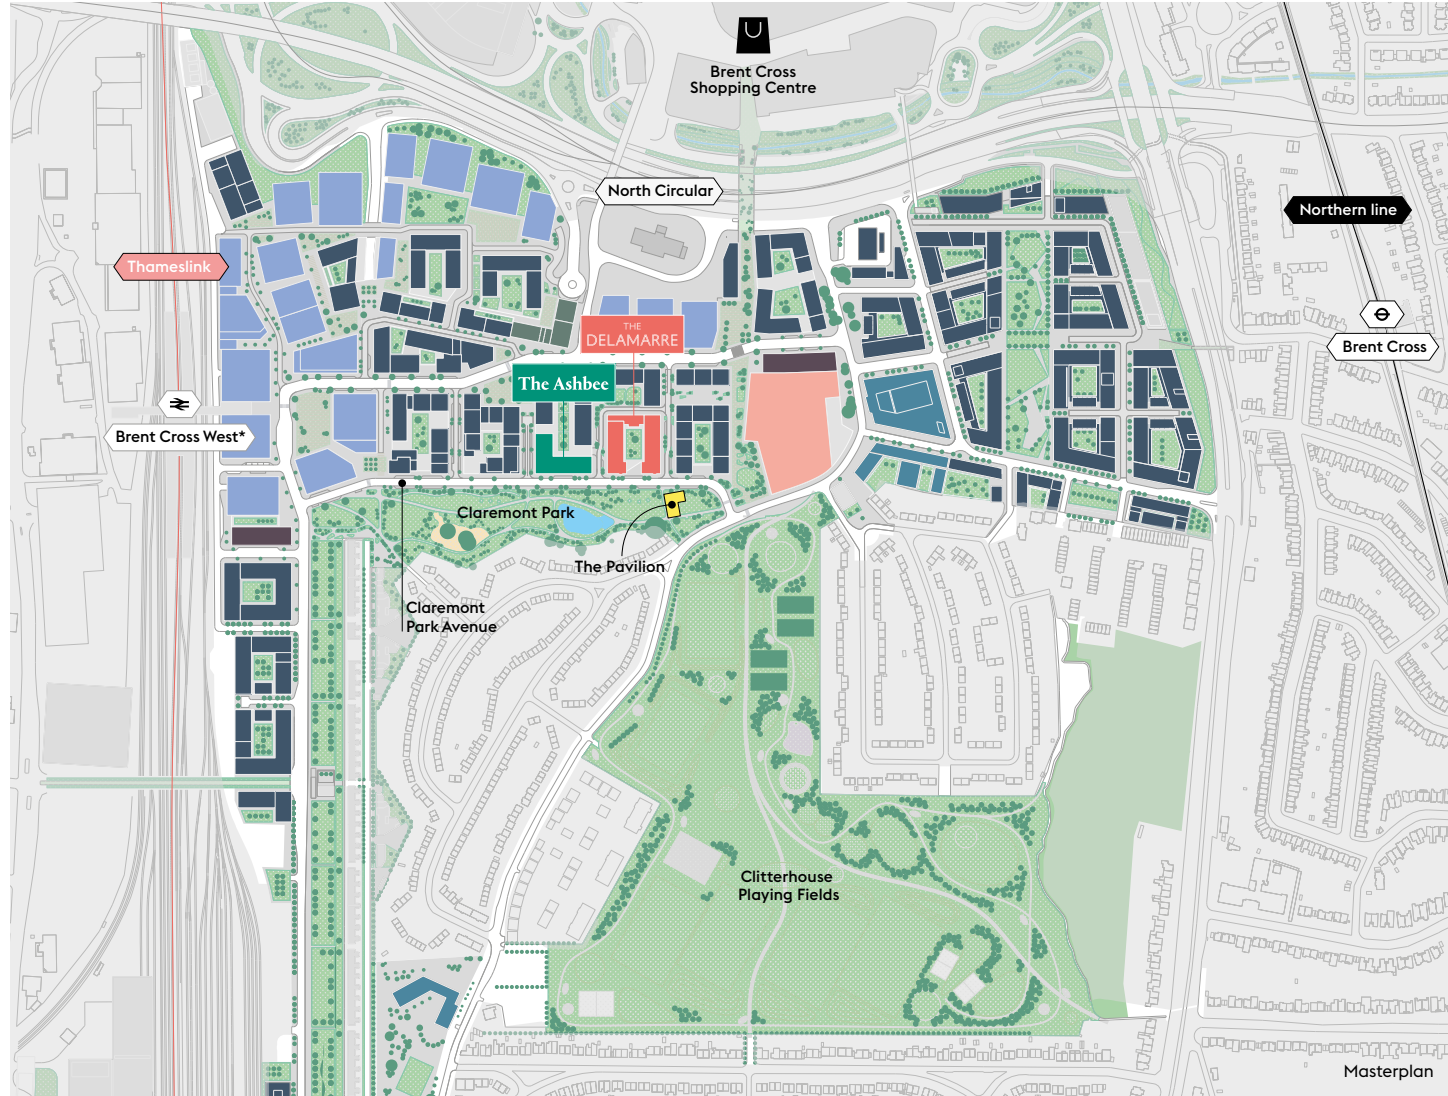 Brent Cross
Shopping Centre
North Circular
Northern line
Thameslink
THE
DELAMARRE
Brent Cross
The Ashbee
Brent Cross West*
Claremont Park
The Pavilion
Claremont
Park Avenue
Clitterhouse
Playing Fields
Masterplan